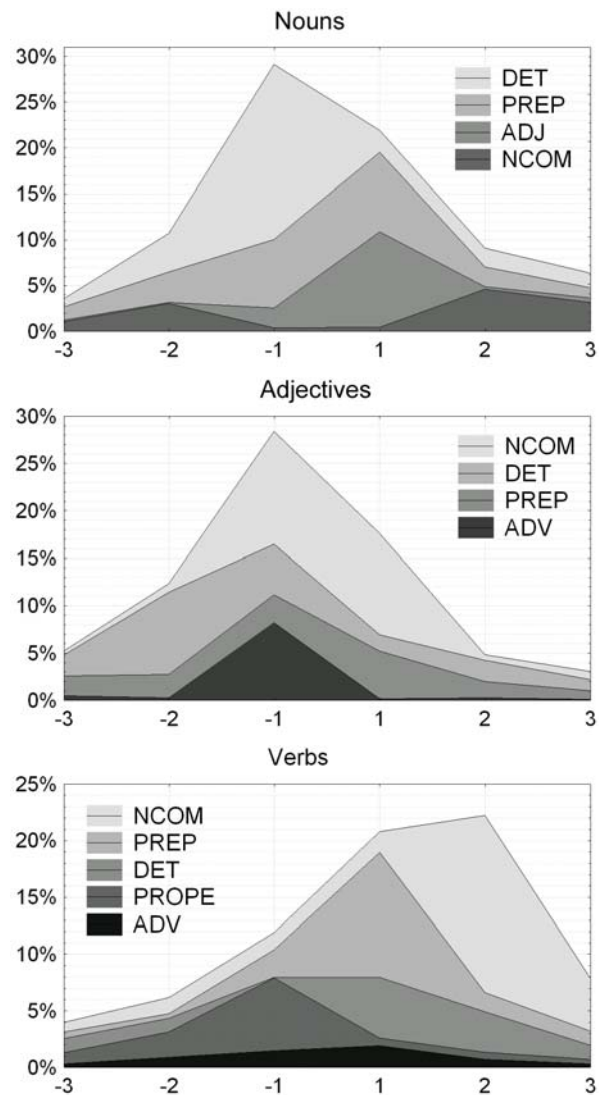 Nouns
30%
25%
20%
15%
10%
5%
0%
DET
PREP
ADJ
NCOM
-3 -2 -1 1 2 3
Adjectives
30%
25%
20%
15%
10%
5%
0%
NCOM
DET
PREP
ADV
-3 -2 -1 1 2 3
Verbs
25%
20%
15%
10%
5%
0%
NCOM
PREP
DET
PROPE
ADV
-3 -2 -1 1 2 3